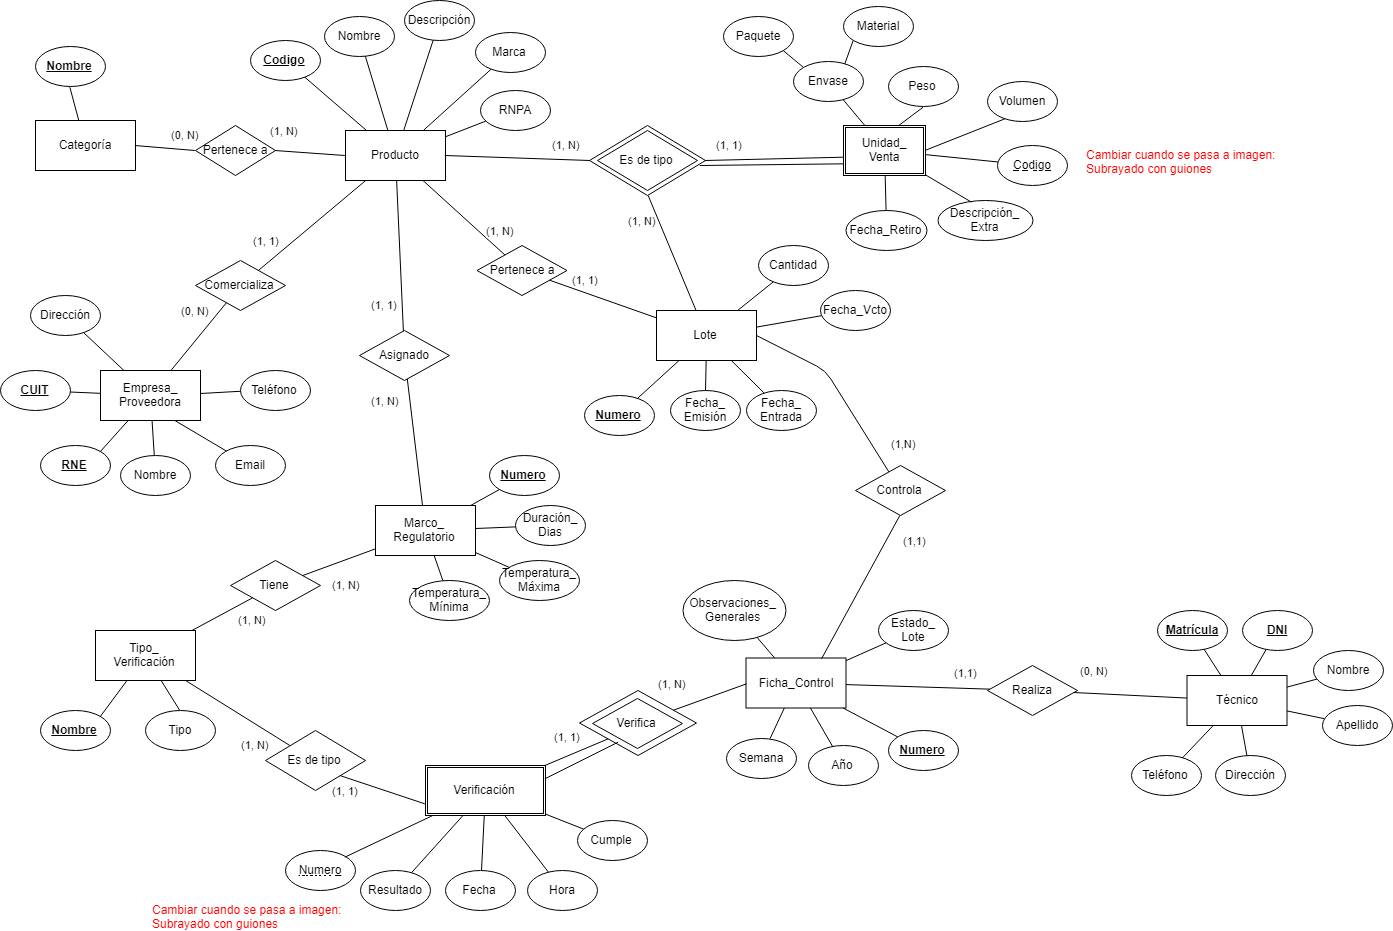 Descripción
Nombre
Codigo
Marca
RNPA
Nombre
Categoría
(0, N)
Pertenece a
(1, N)
Producto
(1, N)
Es de tipo
(1, 1)
(1, N)
Paquete
Material
Envase
Peso
Volumen
Unidad_
Venta
Codigo
Descripción_
Extra
Fecha_Retiro
Cambiar cuando se pasa a imagen:
Subrayado con guiones
(1, 1)
Comercializa
(0, N)
(1, N)
Pertenece a
(1, 1)
Cantidad
Fecha_Vcto
Lote
Numero
Fecha_
Emisión
Fecha_
Entrada
Dirección
CUIT
Empresa_
Proveedora
Teléfono
RNE
Nombre
Email
(1, 1)
Asignado
(1, N)
(1,N)
Controla
(1,1)
Numero
Marco_
Regulatorio
Duración_
Dias
Temperatura_
Máxima
Temperatura_
Mínima
Tiene
(1, N)
(1, N)
Tipo_
Verificación
Nombre
Tipo
Observaciones_
Generales
Estado_
Lote
Ficha_Control
(1,1)
Realiza
(0, N)
Matrícula
DNI
Nombre
Técnico
Apellido
Teléfono
Dirección
(1, N)
Verifica
(1, 1)
Semana
Año
Numero
(1, N)
Es de tipo
(1, 1)
Verificación
Cumple
Numero
Resultado
Fecha
Hora
Cambiar cuando se pasa a imagen:
Subrayado con guiones